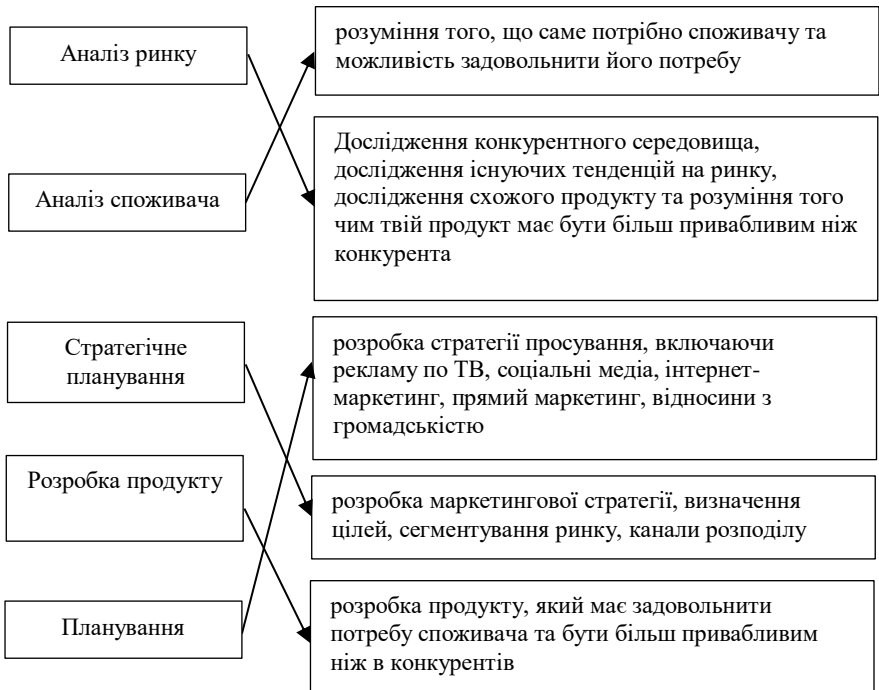 Аналіз ринку
розуміння того, що саме потрібно споживачу та
можливість задовольнити його потребу
Аналіз споживача
Дослідження конкурентного середовища,
дослідження існуючих тенденцій на ринку,
дослідження схожого продукту та розуміння того
чим твій продукт має бути більш привабливим ніж
конкурента
Стратегічне
планування
розробка стратегії просування, включаючи
рекламу по ТВ, соціальні медіа, інтернет-
маркетинг, прямий маркетинг, відносини з
громадськістю
Розробка продукту
розробка маркетингової стратегії, визначення
цілей, сегментування ринку, канали розподілу
Планування
розробка продукту, який має задовольнити
потребу споживача та бути більш привабливим
ніж в конкурентів